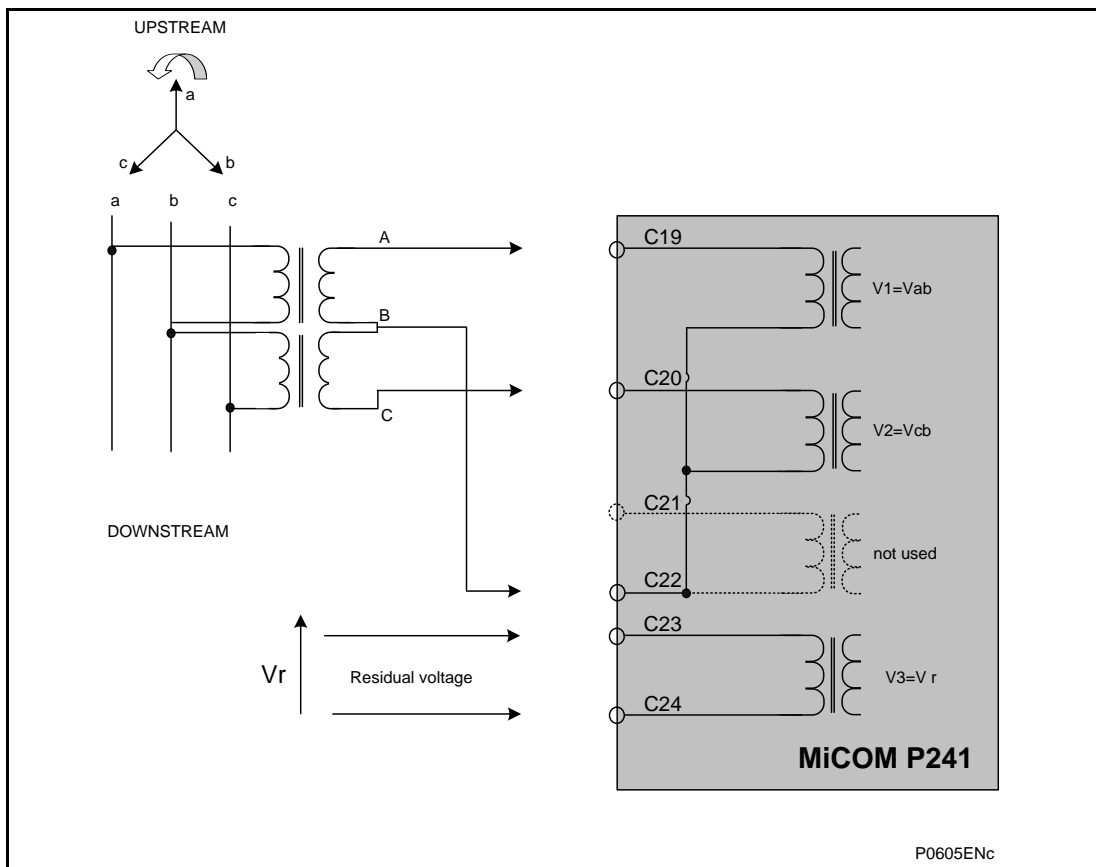 UPSTREAM
a
c
b
a
b
c
A
B
C
DOWNSTREAM
Vr
Residual voltage
C19
V1=Vab
C20
V2=Vcb
C21
not used
C22
C23
V3=V r
C24
MiCOM P241
P0605ENc